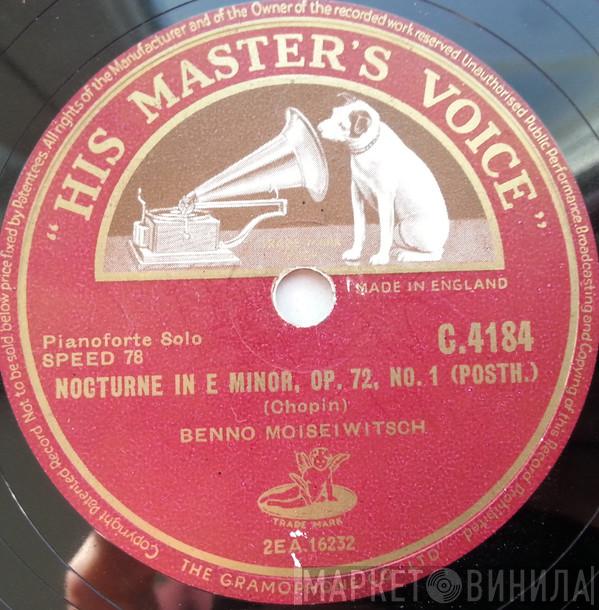 Copyright Patented Record Not to be sold below price fixed by Patentees. All rights of the Manufacturer and of the Owner of the recorded work reserved Unauthorised Public Performance, Broadcasting and Copying of this Record Prohibited
"HIS MASTER'S VOICE"
TRADE MARK
MADE IN ENGLAND
Pianoforte Solo
SPEED 78
C.4184
NOCTURNE IN E MINOR, OP. 72, NO. 1 (POSTH.)
(Chopin)
BENNO MOISEIWITSCH
TRADE MARK
2EA.16232
THE GRAMOPHONE LTD
МАРКЕТ ВИНИЛА!